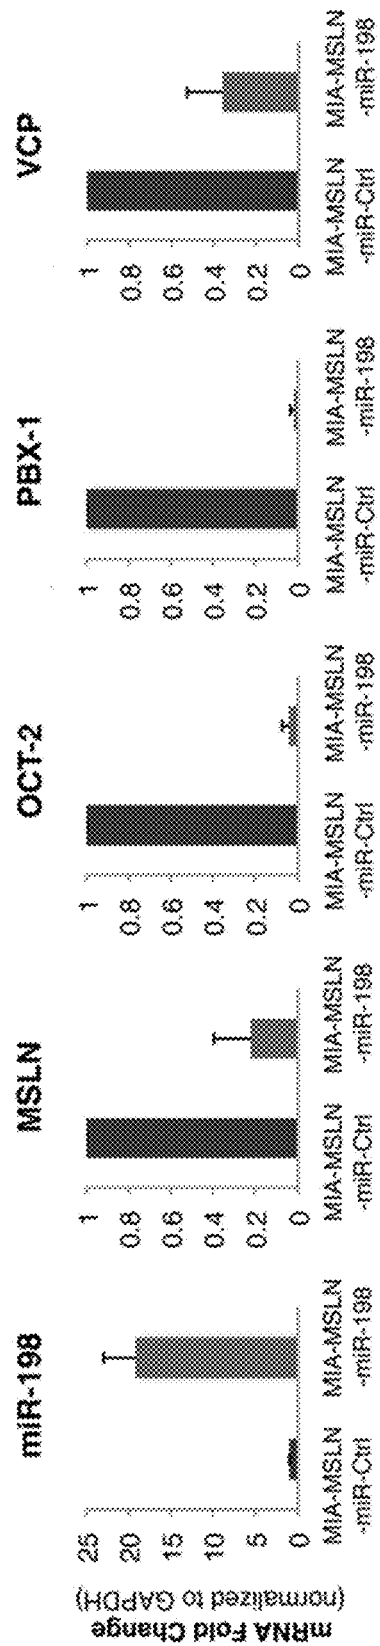 mRNA Fold Change
(normalized to GAPDH)
miR-198
25
20
15
10
5
0
MIA-MSLN
-miR-Ctrl
MIA-MSLN
-miR-198
MSLN
1
0.8
0.6
0.4
0.2
0
MIA-MSLN
-miR-Ctrl
MIA-MSLN
-miR-198
OCT-2
1
0.8
0.6
0.4
0.2
0
MIA-MSLN
-miR-Ctrl
MIA-MSLN
-miR-198
PBX-1
1
0.8
0.6
0.4
0.2
0
MIA-MSLN
-miR-Ctrl
MIA-MSLN
-miR-198
VCP
1
0.8
0.6
0.4
0.2
0
MIA-MSLN
-miR-Ctrl
MIA-MSLN
-miR-198